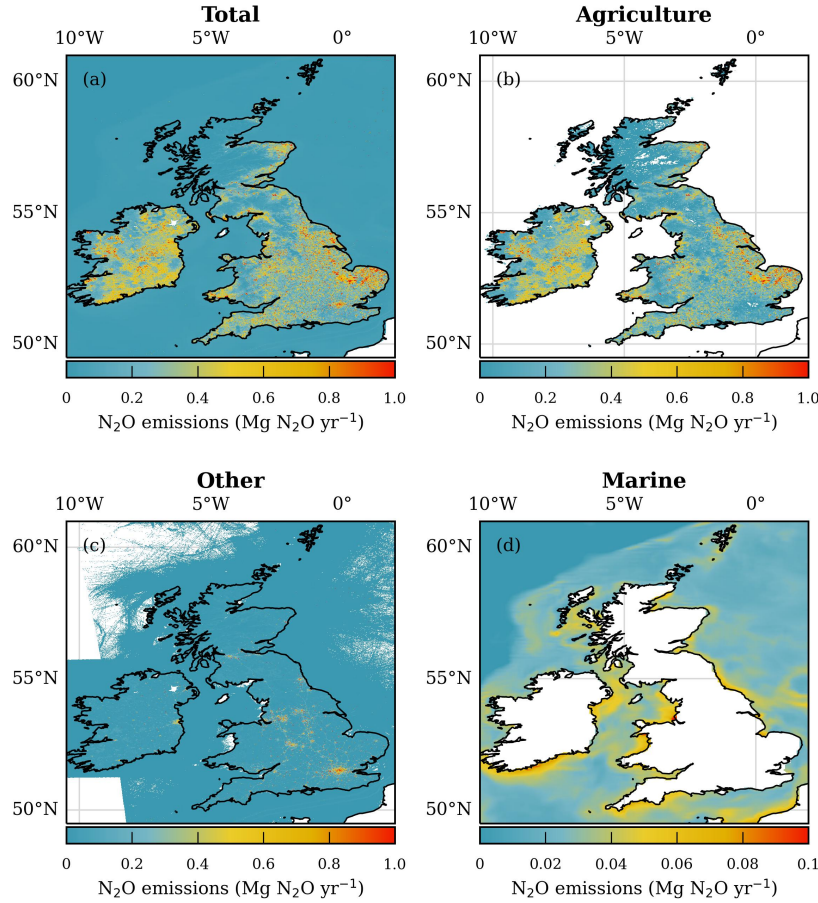 Total
10°W 5°W 0°
60°N
55°N
50°N
(a)
0 0.2 0.4 0.6 0.8 1.0
N₂O emissions (Mg N₂O yr⁻¹)
Agriculture
10°W 5°W 0°
60°N
55°N
50°N
(b)
0 0.2 0.4 0.6 0.8 1.0
N₂O emissions (Mg N₂O yr⁻¹)
Other
10°W 5°W 0°
60°N
55°N
50°N
(c)
0 0.2 0.4 0.6 0.8 1.0
N₂O emissions (Mg N₂O yr⁻¹)
Marine
10°W 5°W 0°
60°N
55°N
50°N
(d)
0 0.02 0.04 0.06 0.08 0.1
N₂O emissions (Mg N₂O yr⁻¹)